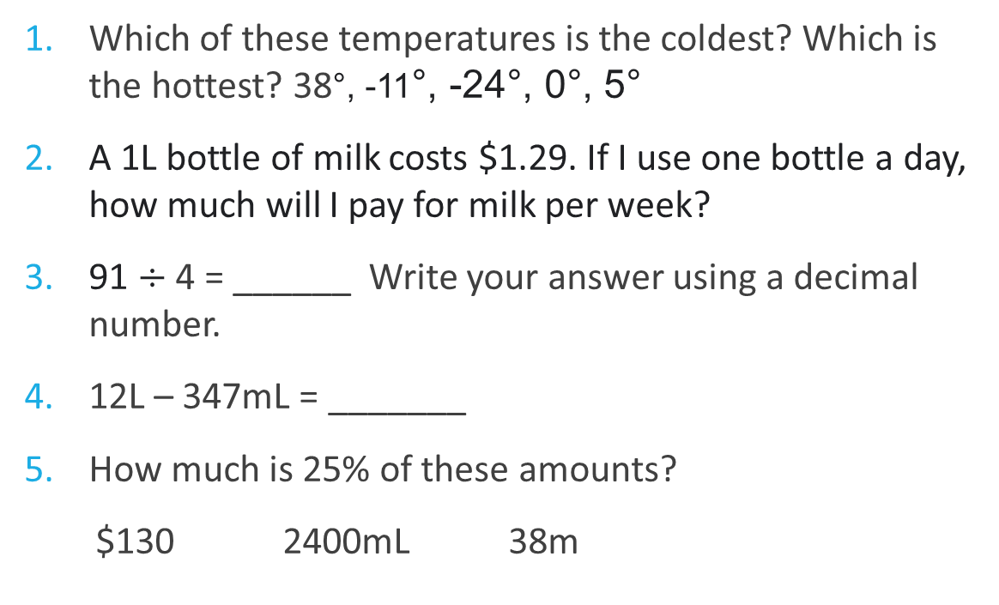 1. Which of these temperatures is the coldest? Which is
the hottest? 38°, -11°, -24°, 0°, 5°
2. A 1L bottle of milk costs $1.29. If I use one bottle a day,
how much will I pay for milk per week?
3. 91 ÷ 4 = ______ Write your answer using a decimal
number.
4. 12L – 347mL = _______
5. How much is 25% of these amounts?
$130 2400mL 38m